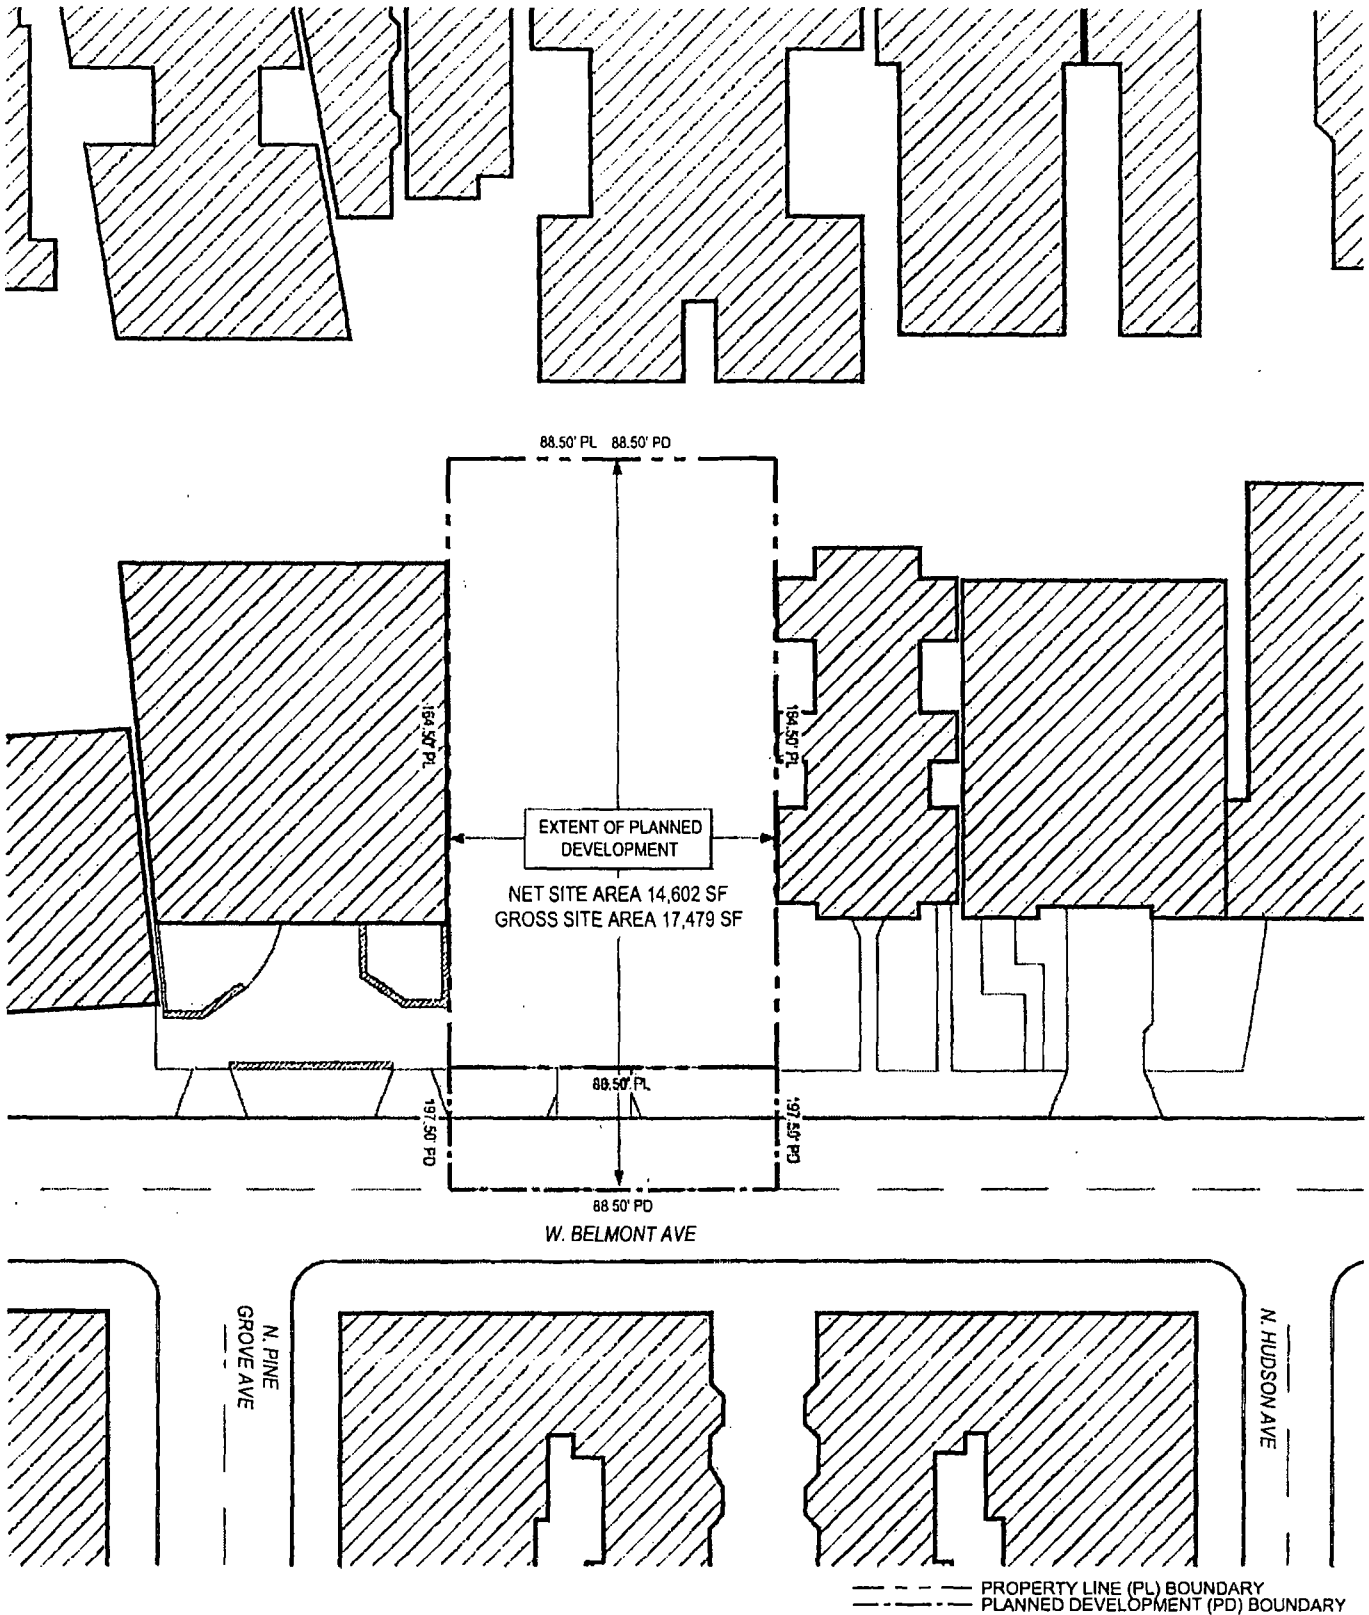 88.50' PL 88.50' PD
164.50' PL
164.50' PL
EXTENT OF PLANNED
DEVELOPMENT
NET SITE AREA 14,602 SF
GROSS SITE AREA 17,479 SF
88.50' PL
197.50' PD
197.50' PD
88 50' PD
W. BELMONT AVE
N. PINE
GROVE AVE
N. HUDSON AVE
PROPERTY LINE (PL) BOUNDARY
PLANNED DEVELOPMENT (PD) BOUNDARY